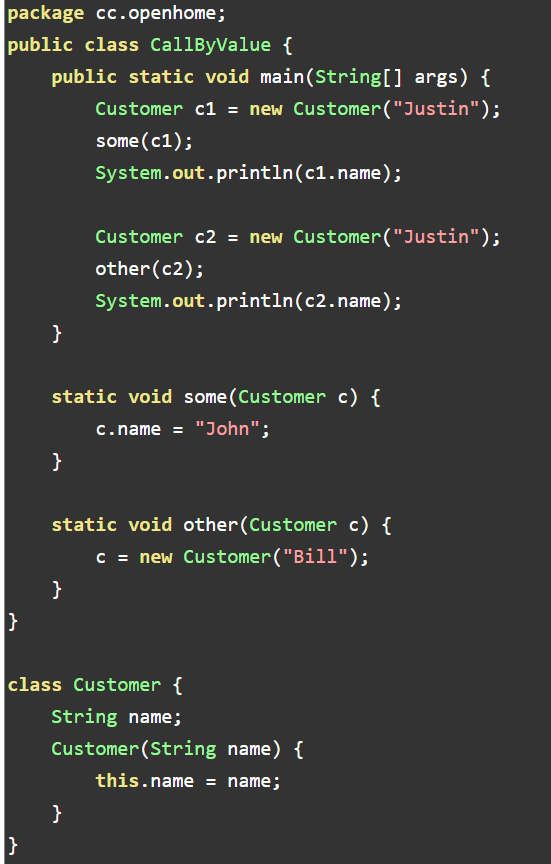 package cc.openhome;
public class CallByValue {
    public static void main(String[] args) {
        Customer c1 = new Customer("Justin");
        some(c1);
        System.out.println(c1.name);

        Customer c2 = new Customer("Justin");
        other(c2);
        System.out.println(c2.name);
    }

    static void some(Customer c) {
        c.name = "John";
    }

    static void other(Customer c) {
        c = new Customer("Bill");
    }
}

class Customer {
    String name;
    Customer(String name) {
        this.name = name;
    }
}